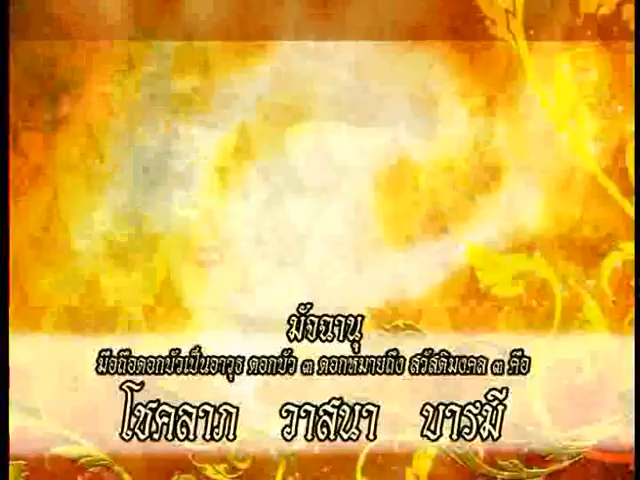 มัจฉานุ
มือถือดอกบัวเป็นอาวุธ ดอกบัว ๓ ดอกหมายถึง สวัสดิมงคล ๓ คือ
โชคลาภ วาสนา บารมี